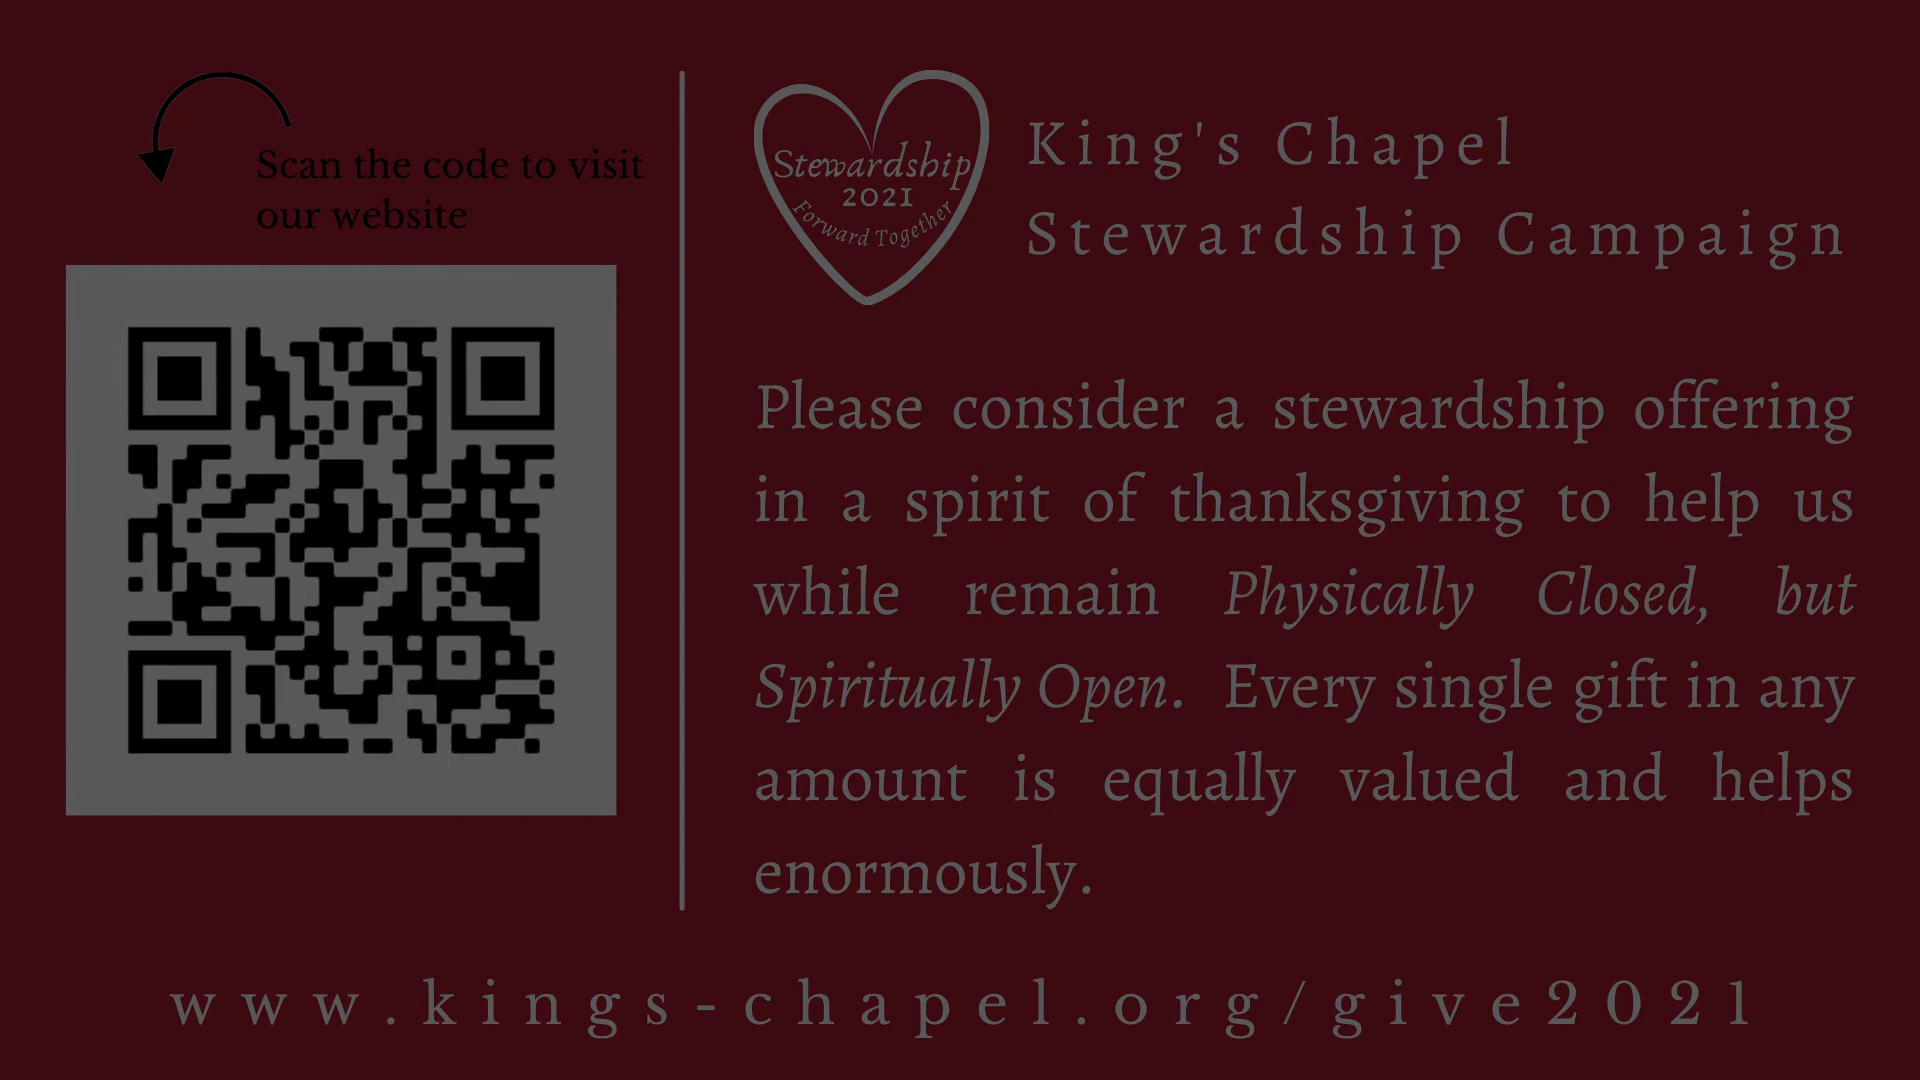 Scan the code to visit
our website
Stewardship
2021
Forward Together
King's Chapel
Stewardship Campaign
Please consider a stewardship offering
in a spirit of thanksgiving to help us
while remain Physically Closed, but
Spiritually Open. Every single gift in any
amount is equally valued and helps
enormously.
www.kings-chapel.org/give2021